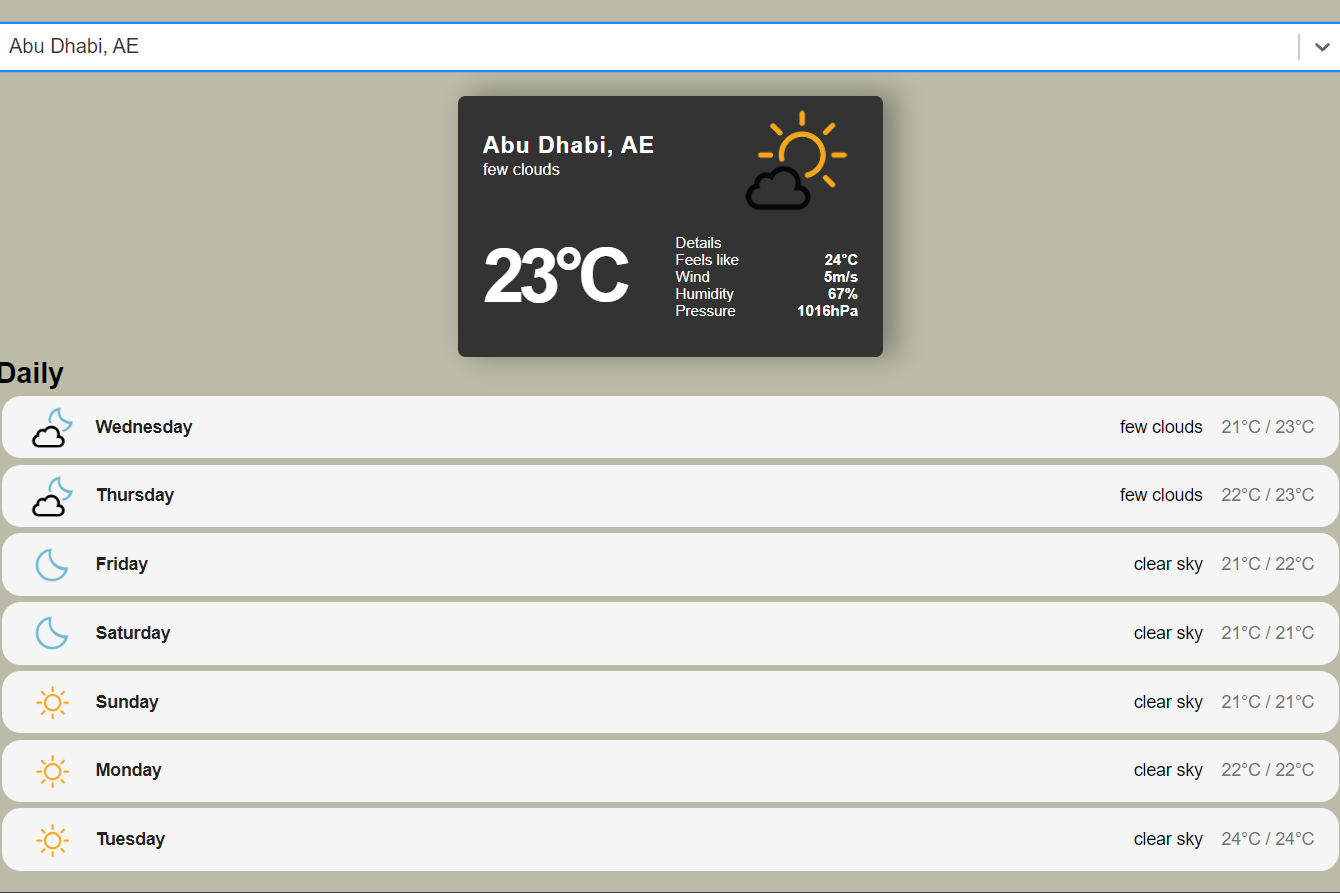 Abu Dhabi, AE
Abu Dhabi, AE
few clouds
23°C
Details
Feels like 24°C
Wind 5m/s
Humidity 67%
Pressure 1016hPa
Daily
Wednesday few clouds 21°C / 23°C
Thursday few clouds 22°C / 23°C
Friday clear sky 21°C / 22°C
Saturday clear sky 21°C / 21°C
Sunday clear sky 21°C / 21°C
Monday clear sky 22°C / 22°C
Tuesday clear sky 24°C / 24°C